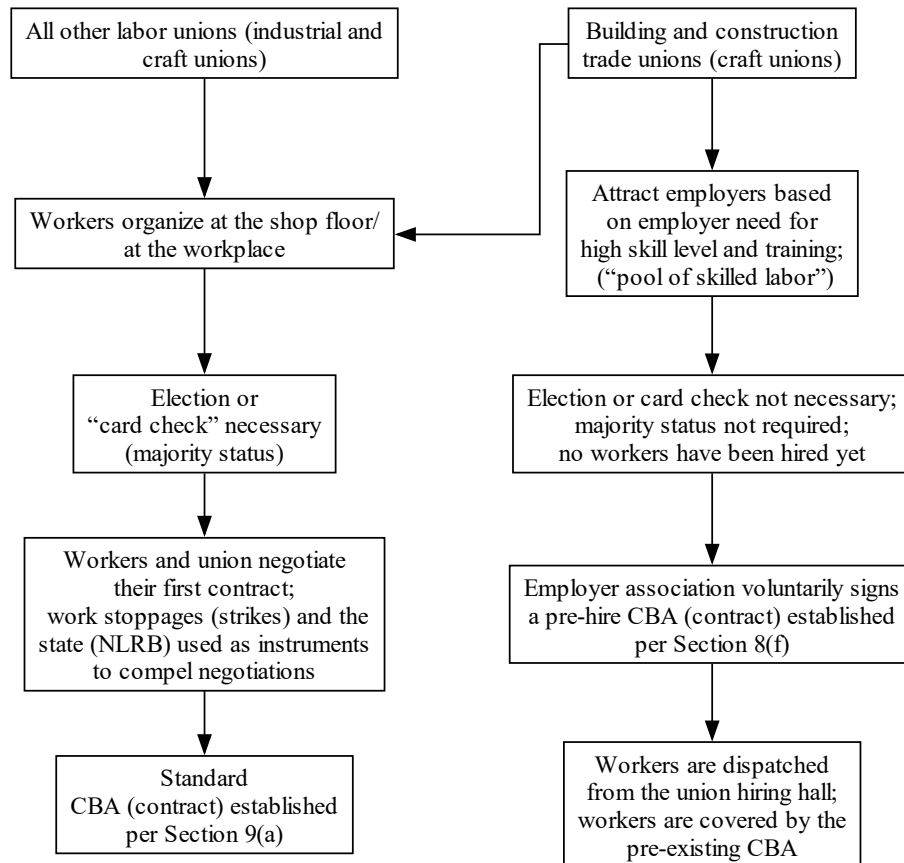 All other labor unions (industrial and
craft unions)
Building and construction
trade unions (craft unions)
Workers organize at the shop floor/
at the workplace
Attract employers based
on employer need for
high skill level and training;
(“pool of skilled labor”)
Election or
“card check” necessary
(majority status)
Election or card check not necessary;
majority status not required;
no workers have been hired yet
Workers and union negotiate
their first contract;
work stoppages (strikes) and the
state (NLRB) used as instruments
to compel negotiations
Employer association voluntarily signs
a pre-hire CBA (contract) established
per Section 8(f)
Standard
CBA (contract) established
per Section 9(a)
Workers are dispatched
from the union hiring hall;
workers are covered by the
pre-existing CBA